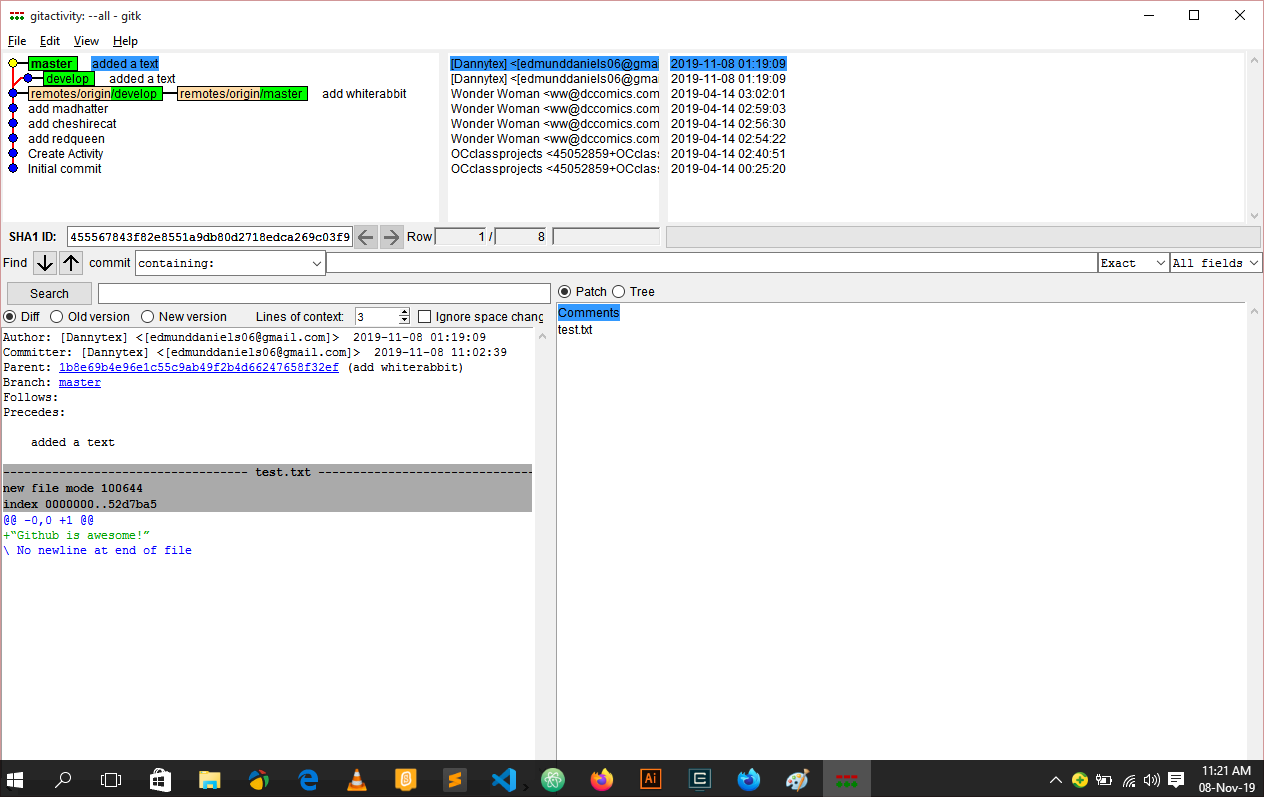 gitactivity: --all - gitk
File Edit View Help
master added a text [Dannytex] <[edmunddaniels06@gmai 2019-11-08 01:19:09
develop added a text [Dannytex] <[edmunddaniels06@gmai 2019-11-08 01:19:09
remotes/origin/develop remotes/origin/master add whiterabbit Wonder Woman <ww@dccomics.com 2019-04-14 03:02:01
add madhatter Wonder Woman <ww@dccomics.com 2019-04-14 02:59:03
add cheshirecat Wonder Woman <ww@dccomics.com 2019-04-14 02:56:30
add redqueen Wonder Woman <ww@dccomics.com 2019-04-14 02:54:22
Create Activity OCclassprojects <45052859+OCclas 2019-04-14 02:40:51
Initial commit OCclassprojects <45052859+OCclas 2019-04-14 00:25:20
SHA1 ID: 455567843f82e8551a9db80d2718edca269c03f9 Row 1 / 8
Find commit containing: Exact All fields
Search Patch Tree
Diff Old version New version Lines of context: 3 Ignore space chang
Comments
test.txt
Author: [Dannytex] <[edmunddaniels06@gmail.com]> 2019-11-08 01:19:09
Committer: [Dannytex] <[edmunddaniels06@gmail.com]> 2019-11-08 11:02:39
Parent: 1b8e69b4e96e1c55c9ab49f2b4d66247658f32ef (add whiterabbit)
Branch: master
Follows:
Precedes:
added a text
----------------------------------- test.txt -------------------------------
new file mode 100644
index 0000000..52d7ba5
@@ -0,0 +1 @@
+“Github is awesome!”
\ No newline at end of file
Ai
11:21 AM
08-Nov-19